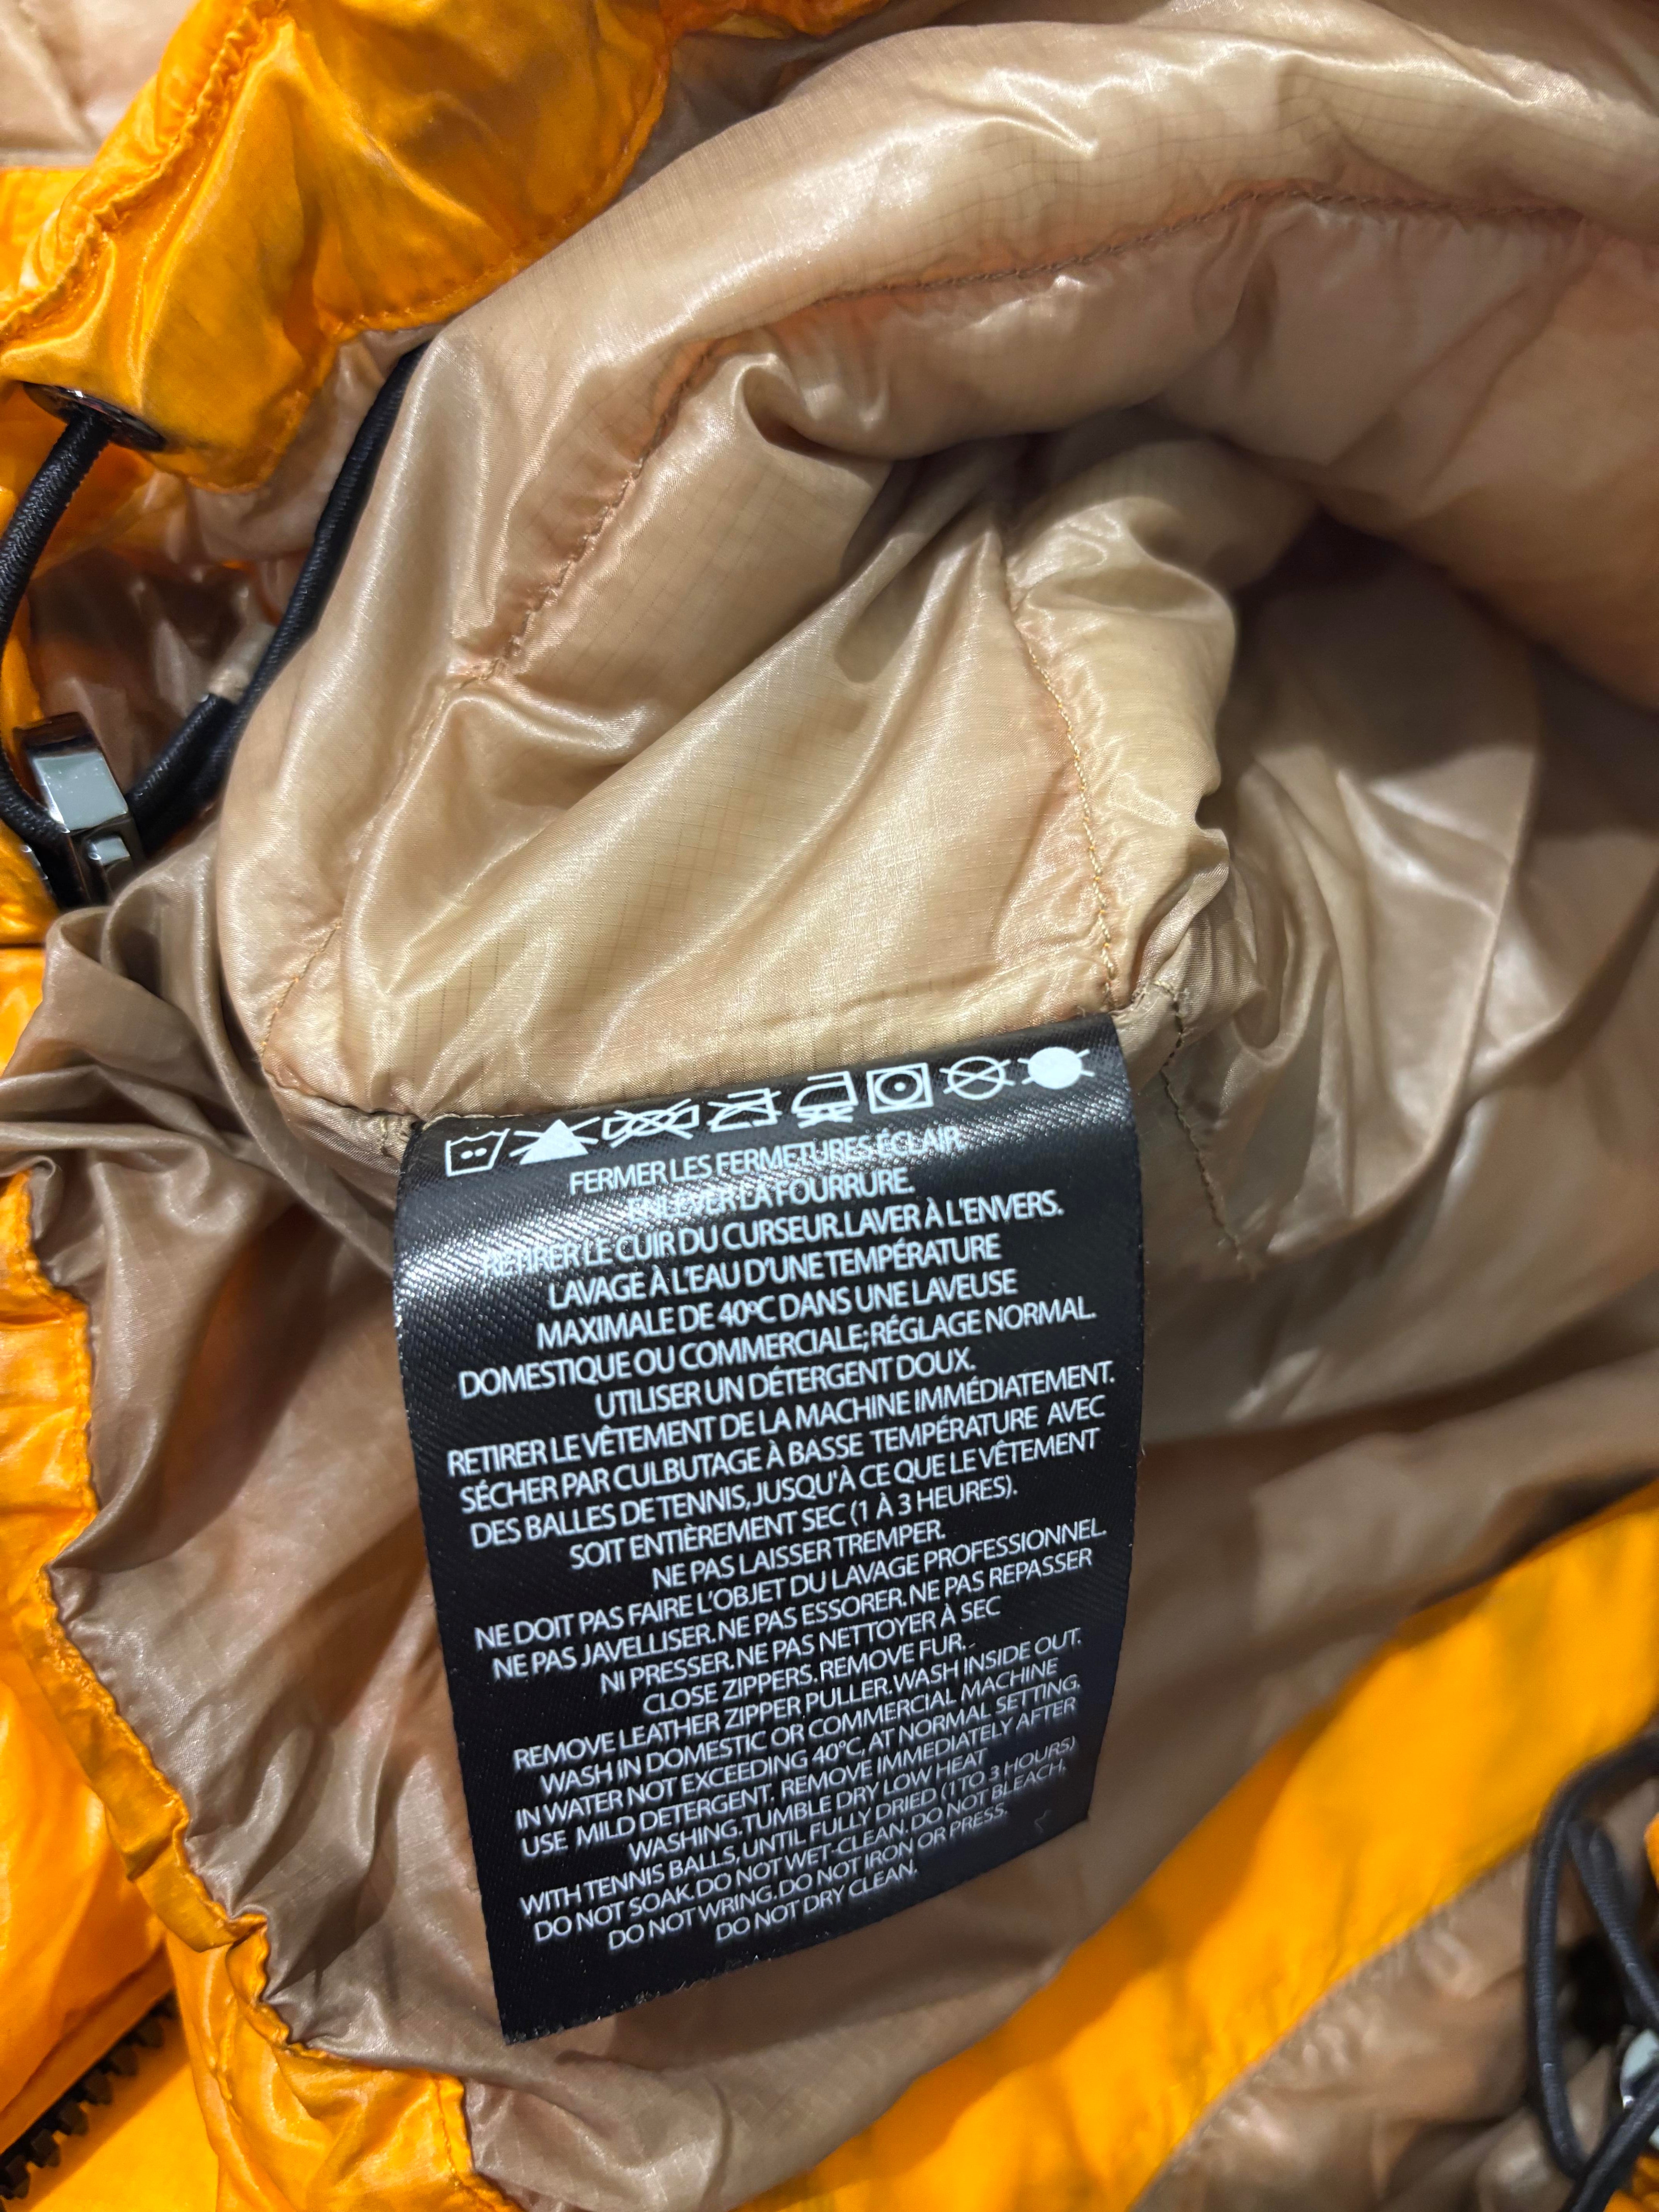 FERMER LES FERMETURES ÉCLAIR.
ENLEVER LA FOURRURE.
RETIRER LE CUIR DU CURSEUR. LAVER À L'ENVERS.
LAVAGE À L'EAU D'UNE TEMPÉRATURE
MAXIMALE DE 40°C DANS UNE LAVEUSE
DOMESTIQUE OU COMMERCIALE; RÉGLAGE NORMAL.
UTILISER UN DÉTERGENT DOUX.
RETIRER LE VÊTEMENT DE LA MACHINE IMMÉDIATEMENT.
SÉCHER PAR CULBUTAGE À BASSE TEMPÉRATURE AVEC
DES BALLES DE TENNIS, JUSQU'À CE QUE LE VÊTEMENT
SOIT ENTIÈREMENT SEC (1 À 3 HEURES).
NE PAS LAISSER TREMPER.
NE DOIT PAS FAIRE L'OBJET DU LAVAGE PROFESSIONNEL.
NE PAS JAVELLISER. NE PAS ESSORER. NE PAS REPASSER
NI PRESSER. NE PAS NETTOYER À SEC
CLOSE ZIPPERS. REMOVE FUR.
REMOVE LEATHER ZIPPER PULLER. WASH INSIDE OUT.
WASH IN DOMESTIC OR COMMERCIAL MACHINE
IN WATER NOT EXCEEDING 40°C, AT NORMAL SETTING.
USE MILD DETERGENT. REMOVE IMMEDIATELY AFTER
WASHING. TUMBLE DRY LOW HEAT
WITH TENNIS BALLS, UNTIL FULLY DRIED (1 TO 3 HOURS)
DO NOT SOAK. DO NOT WET-CLEAN. DO NOT BLEACH.
DO NOT WRING. DO NOT IRON OR PRESS.
DO NOT DRY CLEAN.